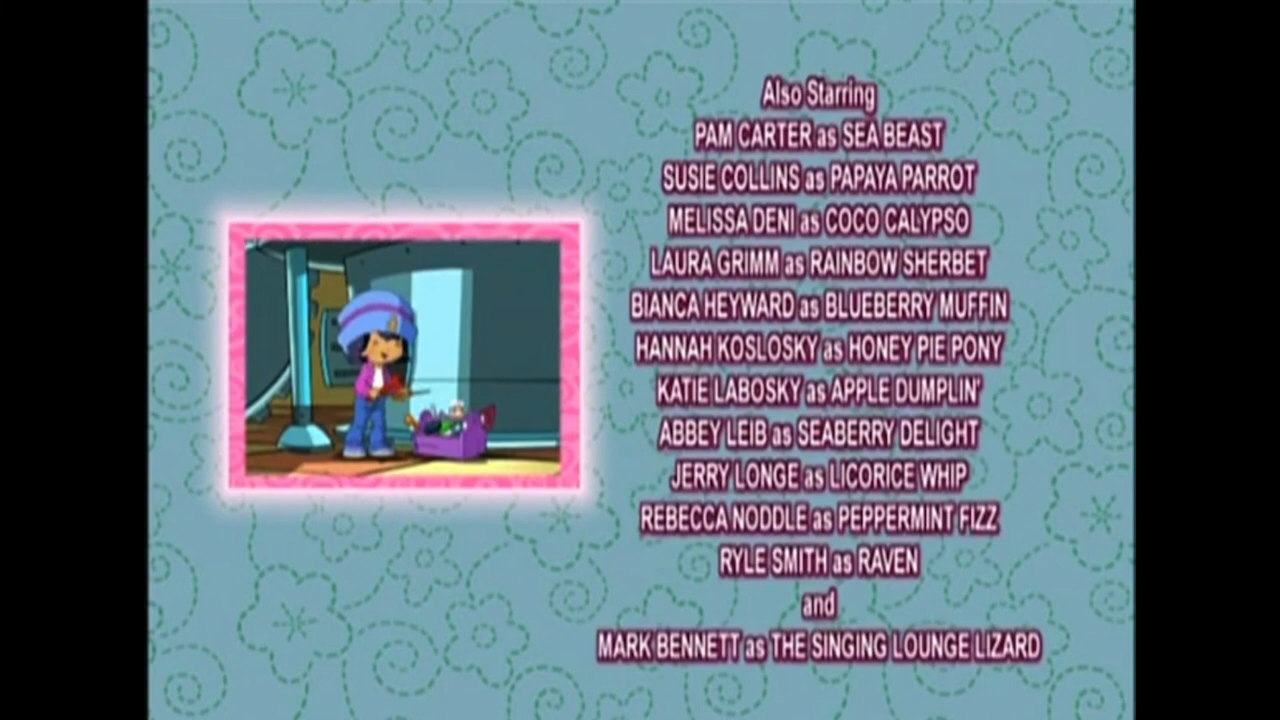 Also Starring
PAM CARTER as SEA BEAST
SUSIE COLLINS as PAPAYA PARROT
MELISSA DENI as COCO CALYPSO
LAURA GRIMM as RAINBOW SHERBET
BIANCA HEYWARD as BLUEBERRY MUFFIN
HANNAH KOSLOSKY as HONEY PIE PONY
KATIE LABOSKY as APPLE DUMPLIN'
ABBEY LEIB as SEABERRY DELIGHT
JERRY LONGE as LICORICE WHIP
REBECCA NODDLE as PEPPERMINT FIZZ
RYLE SMITH as RAVEN
and
MARK BENNETT as THE SINGING LOUNGE LIZARD